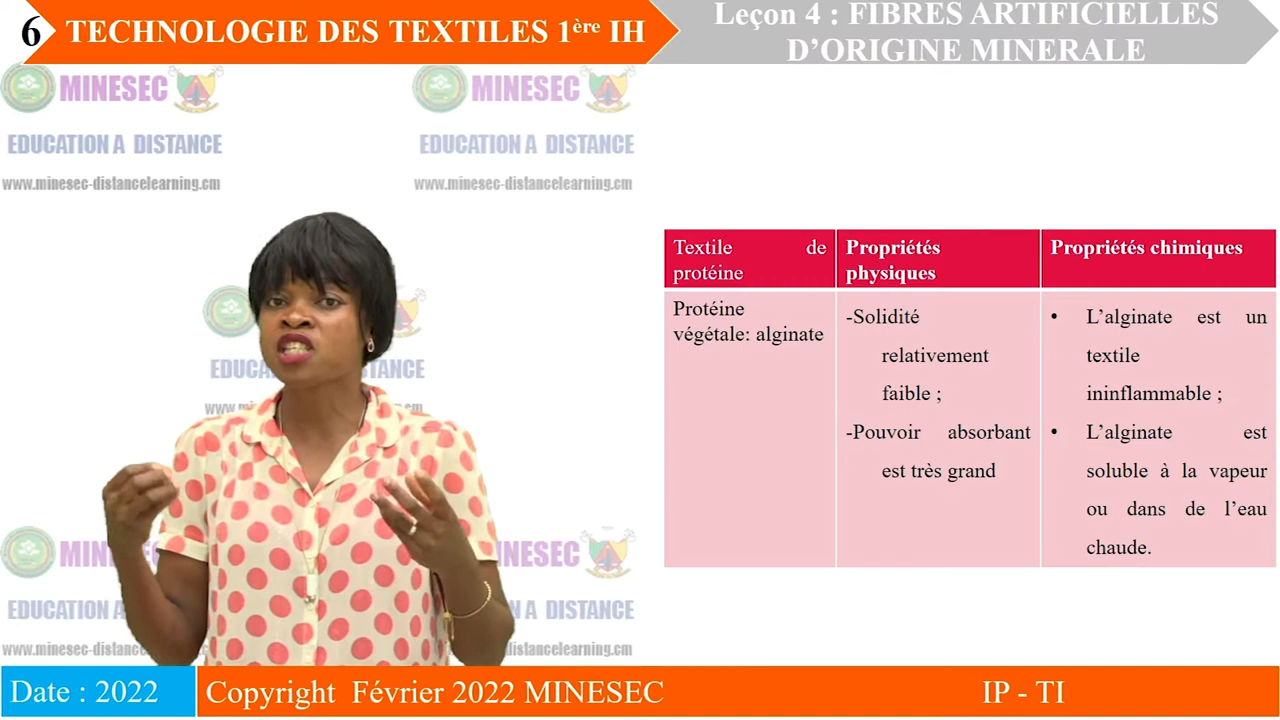 6
TECHNOLOGIE DES TEXTILES 1ère IH
Leçon 4 : FIBRES ARTIFICIELLES
D’ORIGINE MINERALE
MINESEC
EDUCATION A DISTANCE
www.minesec-distancelearning.cm
MINESEC
EDUCATION A DISTANCE
www.minesec-distancelearning.cm
Textile de
protéine
Propriétés
physiques
Propriétés chimiques
Protéine
végétale: alginate
-Solidité
relativement
faible ;
-Pouvoir absorbant
est très grand
• L’alginate est un
textile
ininflammable ;
• L’alginate est
soluble à la vapeur
ou dans de l’eau
chaude.
Date : 2022
Copyright Février 2022 MINESEC
IP - TI